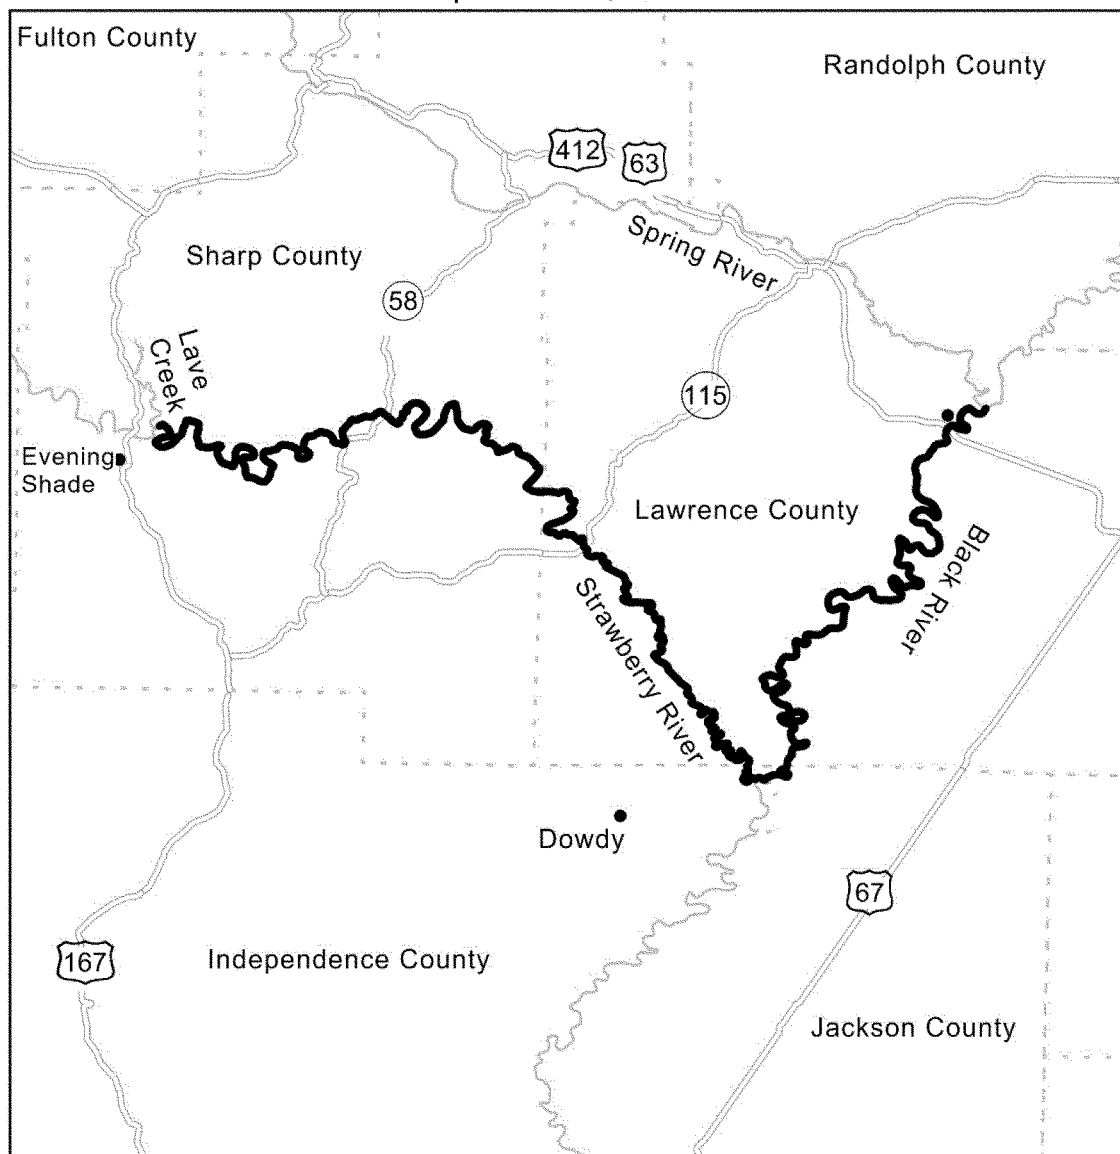 Fulton County
Randolph County
412
63
Spring River
Sharp County
58
Lave
Creek
115
Evening
Shade
Lawrence County
Black River
Strawberry River
Dowdy
67
167
Independence County
Jackson County